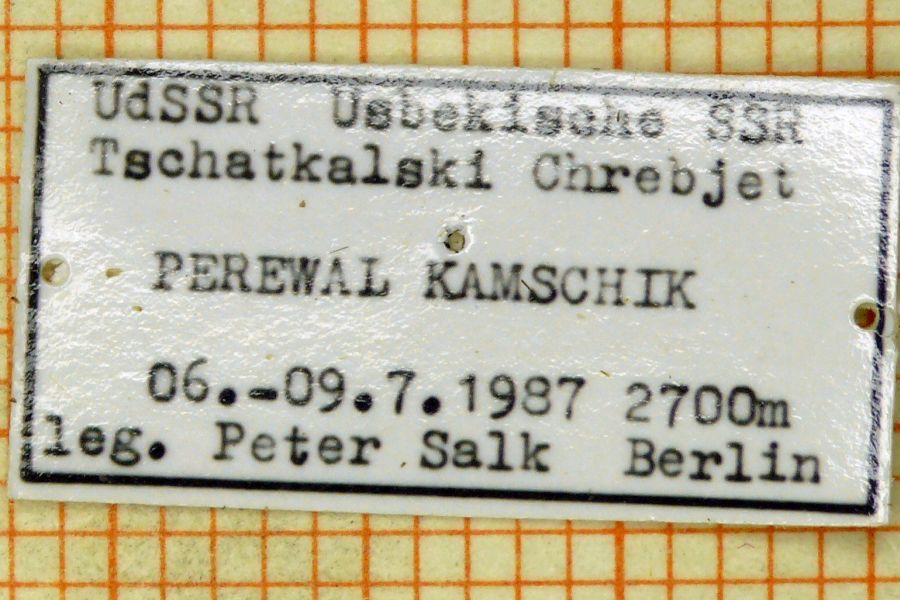 UdSSR Usbekische SSR
Tschatkalski Chrebjet
PEREWAL KAMSCHIK
06.-09.7.1987 2700m
leg. Peter Salk Berlin